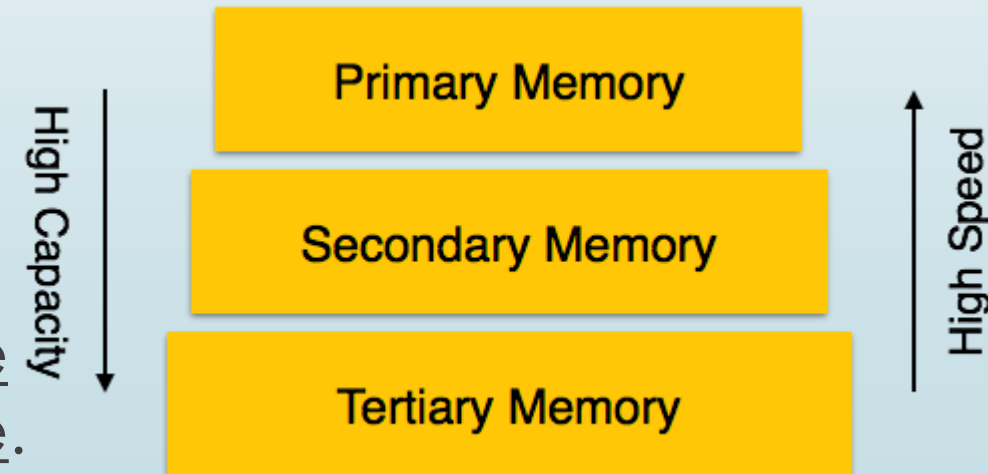 Primary Memory
High Capacity
High Speed
Secondary Memory
Tertiary Memory